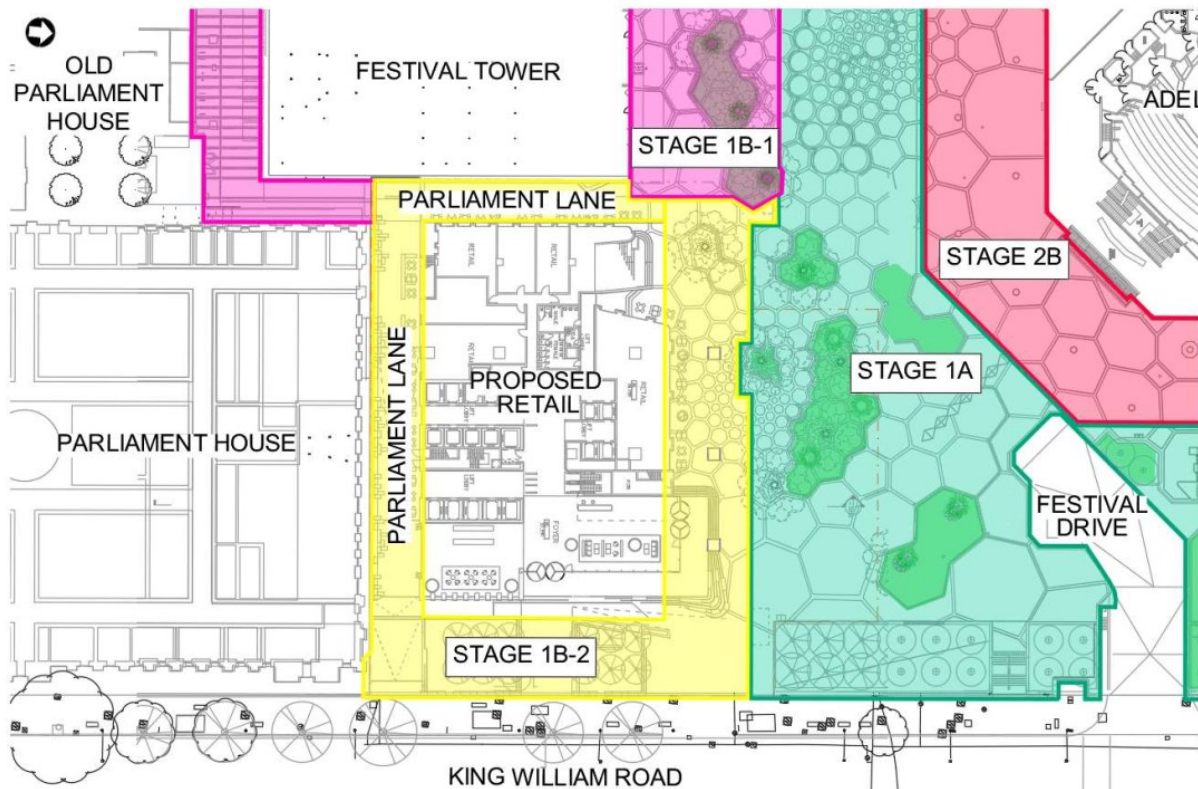 OLD
PARLIAMENT
HOUSE
FESTIVAL TOWER
STAGE 1B-1
ADEL
PARLIAMENT LANE
RETAIL
RETAIL
STAGE 2B
PARLIAMENT LANE
PROPOSED
RETAIL
RETAIL
STAGE 1A
PARLIAMENT HOUSE
FESTIVAL
DRIVE
FOYER
STAGE 1B-2
KING WILLIAM ROAD